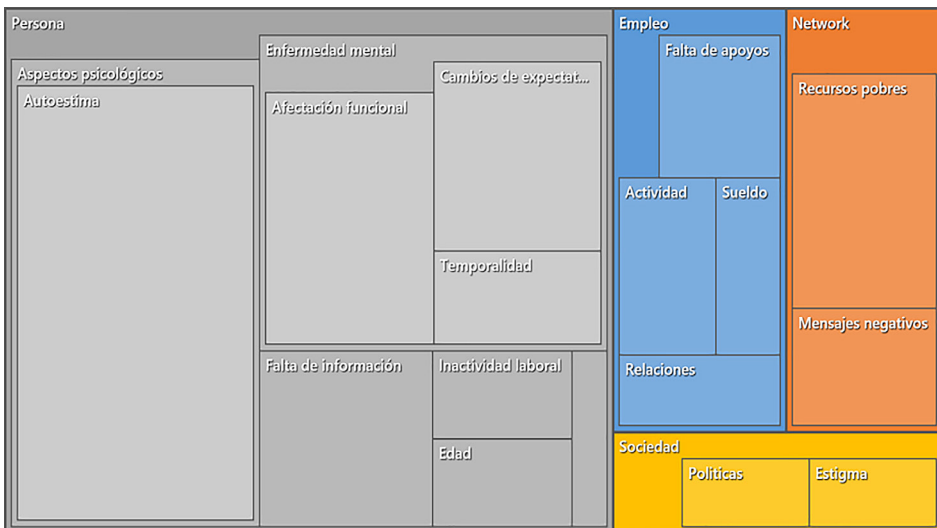 Persona
Aspectos psicológicos
Autoestima
Enfermedad mental
Afectación funcional
Cambios de expectat...
Temporalidad
Falta de información
Inactividad laboral
Edad
Empleo
Falta de apoyos
Actividad
Sueldo
Relaciones
Network
Recursos pobres
Mensajes negativos
Sociedad
Políticas
Estigma